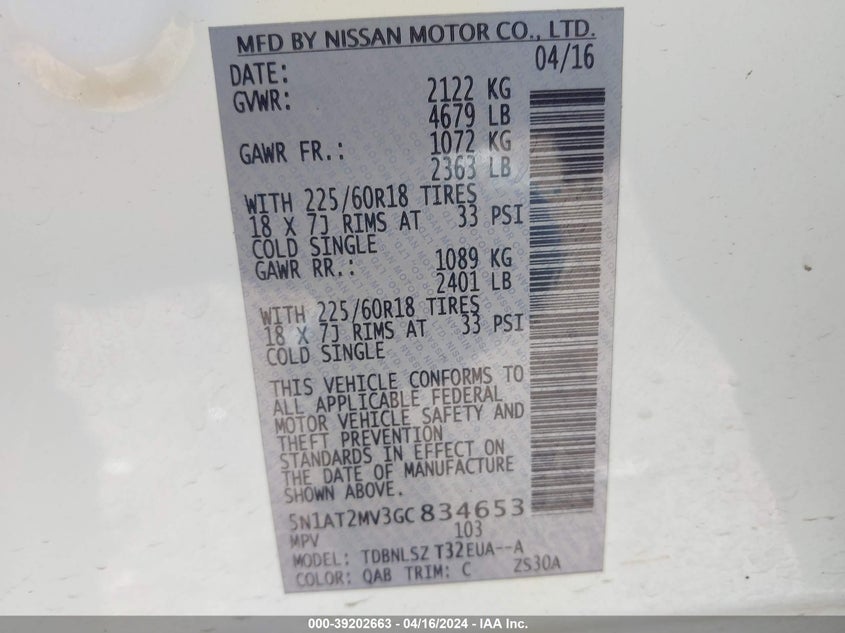 MFD BY NISSAN MOTOR CO., LTD.
DATE: 04/16
GVWR: 2122 KG
4679 LB
GAWR FR.: 1072 KG
2363 LB
WITH 225/60R18 TIRES
18 X 7J RIMS AT 33 PSI
COLD SINGLE
GAWR RR.: 1089 KG
2401 LB
WITH 225/60R18 TIRES
18 X 7J RIMS AT 33 PSI
COLD SINGLE
THIS VEHICLE CONFORMS TO
ALL APPLICABLE FEDERAL
MOTOR VEHICLE SAFETY AND
THEFT PREVENTION
STANDARDS IN EFFECT ON
THE DATE OF MANUFACTURE
SHOWN ABOVE.
5N1AT2MV3GC834653
MPV 103
MODEL: TDBNLSZ T32EUA--A
COLOR: QAB TRIM: C ZS30A
000-39202663 - 04/16/2024 - IAA Inc.